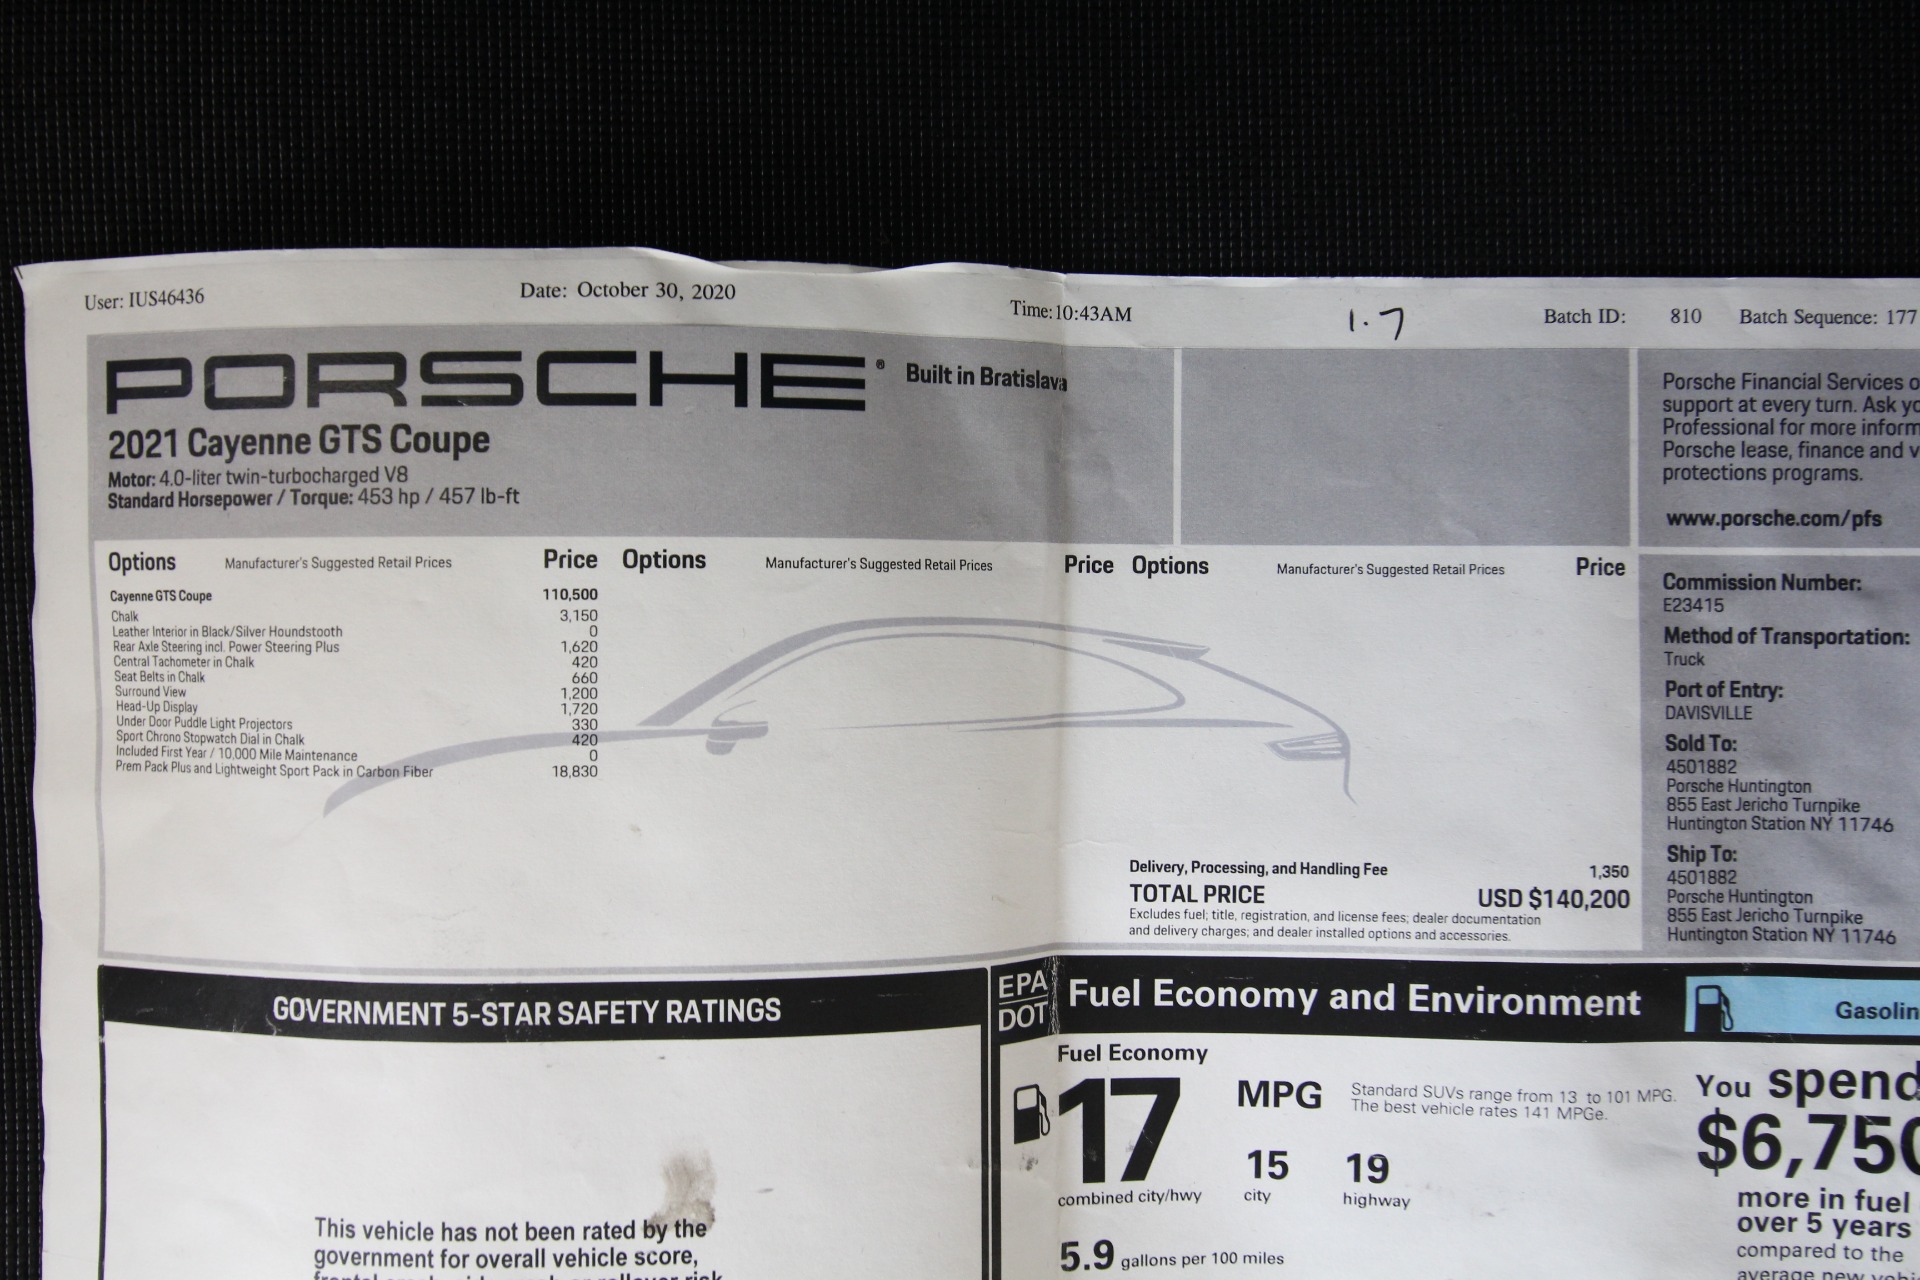 User: IUS46436 Date: October 30, 2020 Time: 10:43AM 1.7 Batch ID: 810 Batch Sequence: 177
PORSCHE® Built in Bratislava
2021 Cayenne GTS Coupe
Motor: 4.0-liter twin-turbocharged V8
Standard Horsepower / Torque: 453 hp / 457 lb-ft
Porsche Financial Services
support at every turn. Ask
Professional for more
Porsche lease, finance and
protections programs.
www.porsche.com/pfs
Options Manufacturer's Suggested Retail Prices Price Options Manufacturer's Suggested Retail Prices Price Options Manufacturer's Suggested Retail Prices Price
Cayenne GTS Coupe 110,500
Chalk 3,150
Leather Interior in Black/Silver Houndstooth 0
Rear Axle Steering incl. Power Steering Plus 1,620
Central Tachometer in Chalk 420
Seat Belts in Chalk 660
Surround View 1,200
Head-Up Display 1,720
Under Door Puddle Light Projectors 330
Sport Chrono Stopwatch Dial in Chalk 420
Included First Year / 10,000 Mile Maintenance 0
Prem Pack Plus and Lightweight Sport Pack in Carbon Fiber 18,830
Delivery, Processing, and Handling Fee 1,350
TOTAL PRICE USD $140,200
Excludes fuel; title, registration, and license fees; dealer documentation
and delivery charges; and dealer installed options and accessories.
Commission Number:
E23415
Method of Transportation:
Truck
Port of Entry:
DAVISVILLE
Sold To:
4501882
Porsche Huntington
855 East Jericho Turnpike
Huntington Station NY 11746
Ship To:
4501882
Porsche Huntington
855 East Jericho Turnpike
Huntington Station NY 11746
GOVERNMENT 5-STAR SAFETY RATINGS
This vehicle has not been rated by the
government for overall vehicle score,
EPA
DOT
Fuel Economy and Environment
Gasolin
Fuel Economy
17 MPG
Standard SUVs range from 13 to 101 MPG.
The best vehicle rates 141 MPGe.
combined city/hwy
15
city
19
highway
5.9 gallons per 100 miles
You spend
$6,750
more in fuel
over 5 years
compared to the
average new